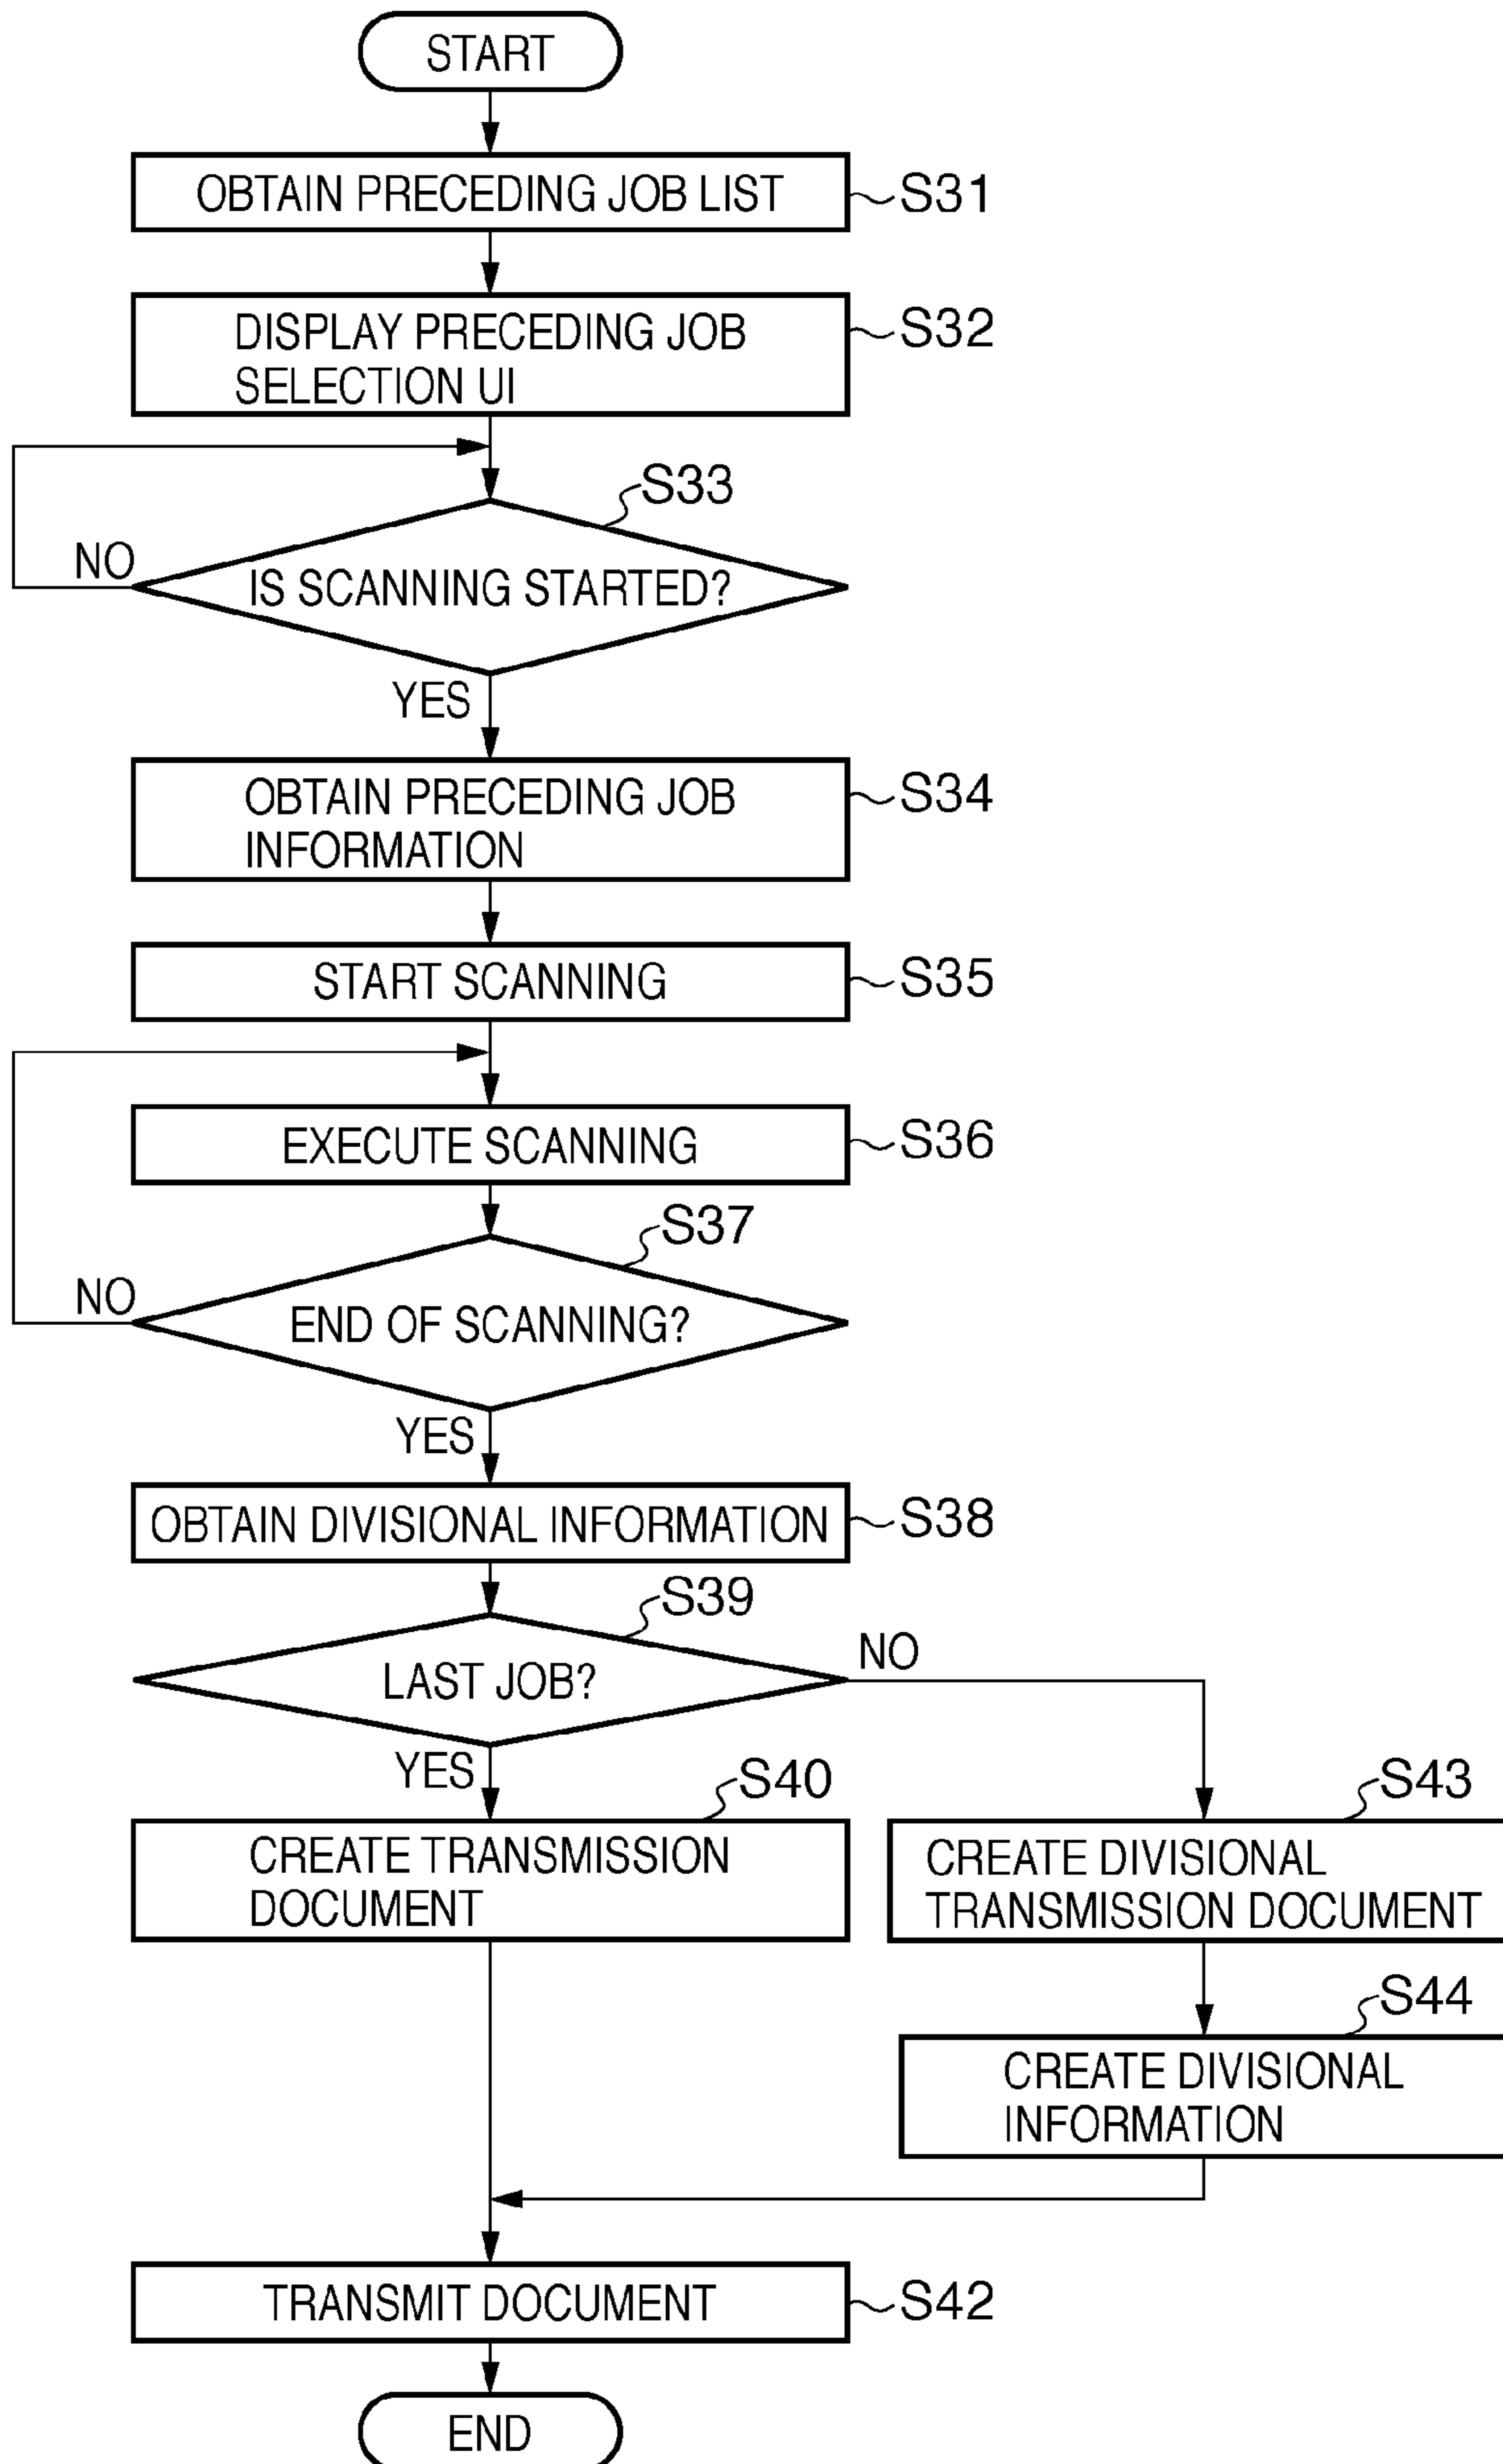 START
OBTAIN PRECEDING JOB LIST
S31
DISPLAY PRECEDING JOB
SELECTION UI
S32
S33
NO
IS SCANNING STARTED?
YES
OBTAIN PRECEDING JOB
INFORMATION
S34
START SCANNING
S35
EXECUTE SCANNING
S36
S37
NO
END OF SCANNING?
YES
OBTAIN DIVISIONAL INFORMATION
S38
S39
NO
LAST JOB?
YES
S40
CREATE TRANSMISSION
DOCUMENT
S43
CREATE DIVISIONAL
TRANSMISSION DOCUMENT
S44
CREATE DIVISIONAL
INFORMATION
TRANSMIT DOCUMENT
S42
END